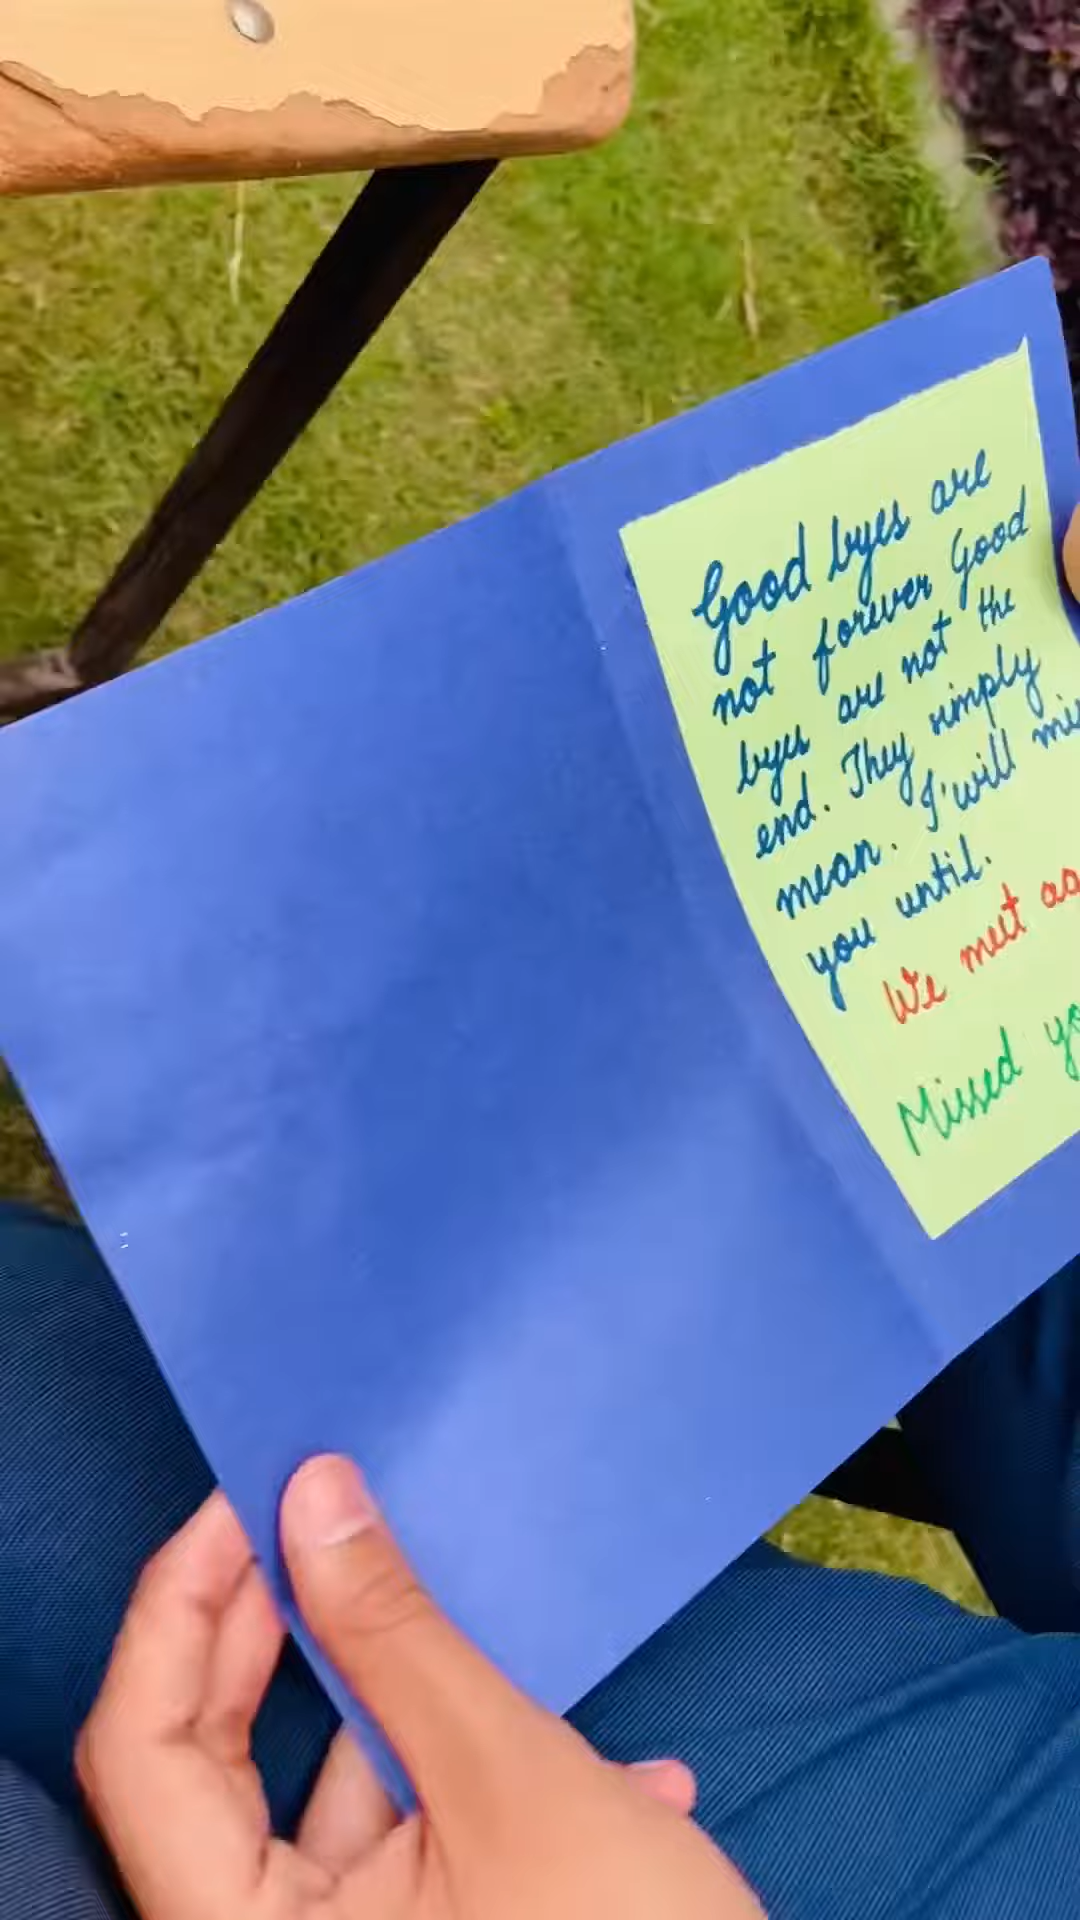 Good byes are
not forever Good
byes are not the
end. They simply
mean. I'will
you until.
We meet
Missed